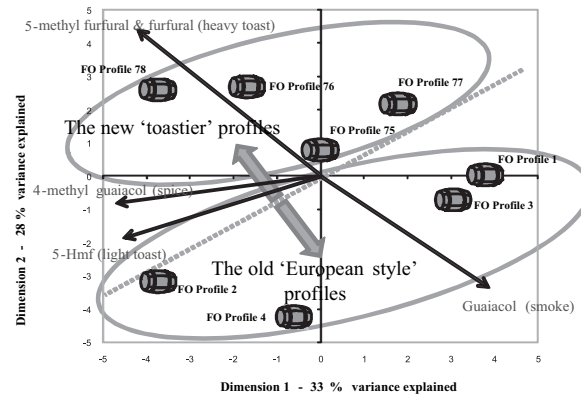 5-methyl furfural & furfural (heavy toast)
5
4
3
2
1
0
-1
-2
-3
-4
-5
Dimension 2 - 28 % variance explained
FO Profile 78
FO Profile 76
FO Profile 77
The new ‘toastier’ profiles
FO Profile 75
FO Profile 1
4-methyl guaiacol (spice)
FO Profile 3
5-Hmf (light toast)
The old ‘European style’
profiles
FO Profile 2
Guaiacol (smoke)
FO Profile 4
-5 -4 -3 -2 -1 0 1 2 3 4 5
5
Dimension 1 - 33 % variance explained